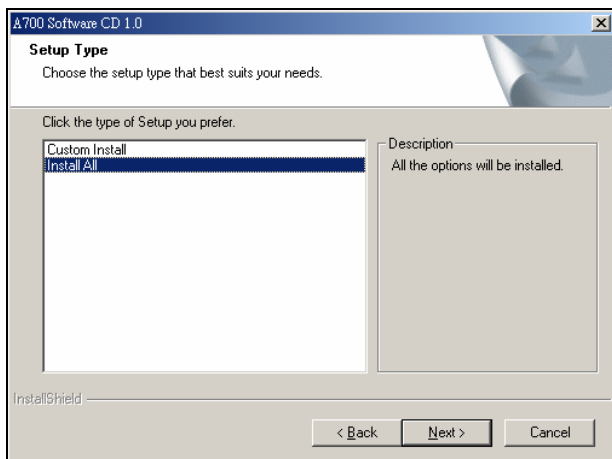 A700 Software CD 1.0
Setup Type
Choose the setup type that best suits your needs.
Click the type of Setup you prefer.
Custom Install
Install All
Description
All the options will be installed.
InstallShield
< Back
Next >
Cancel